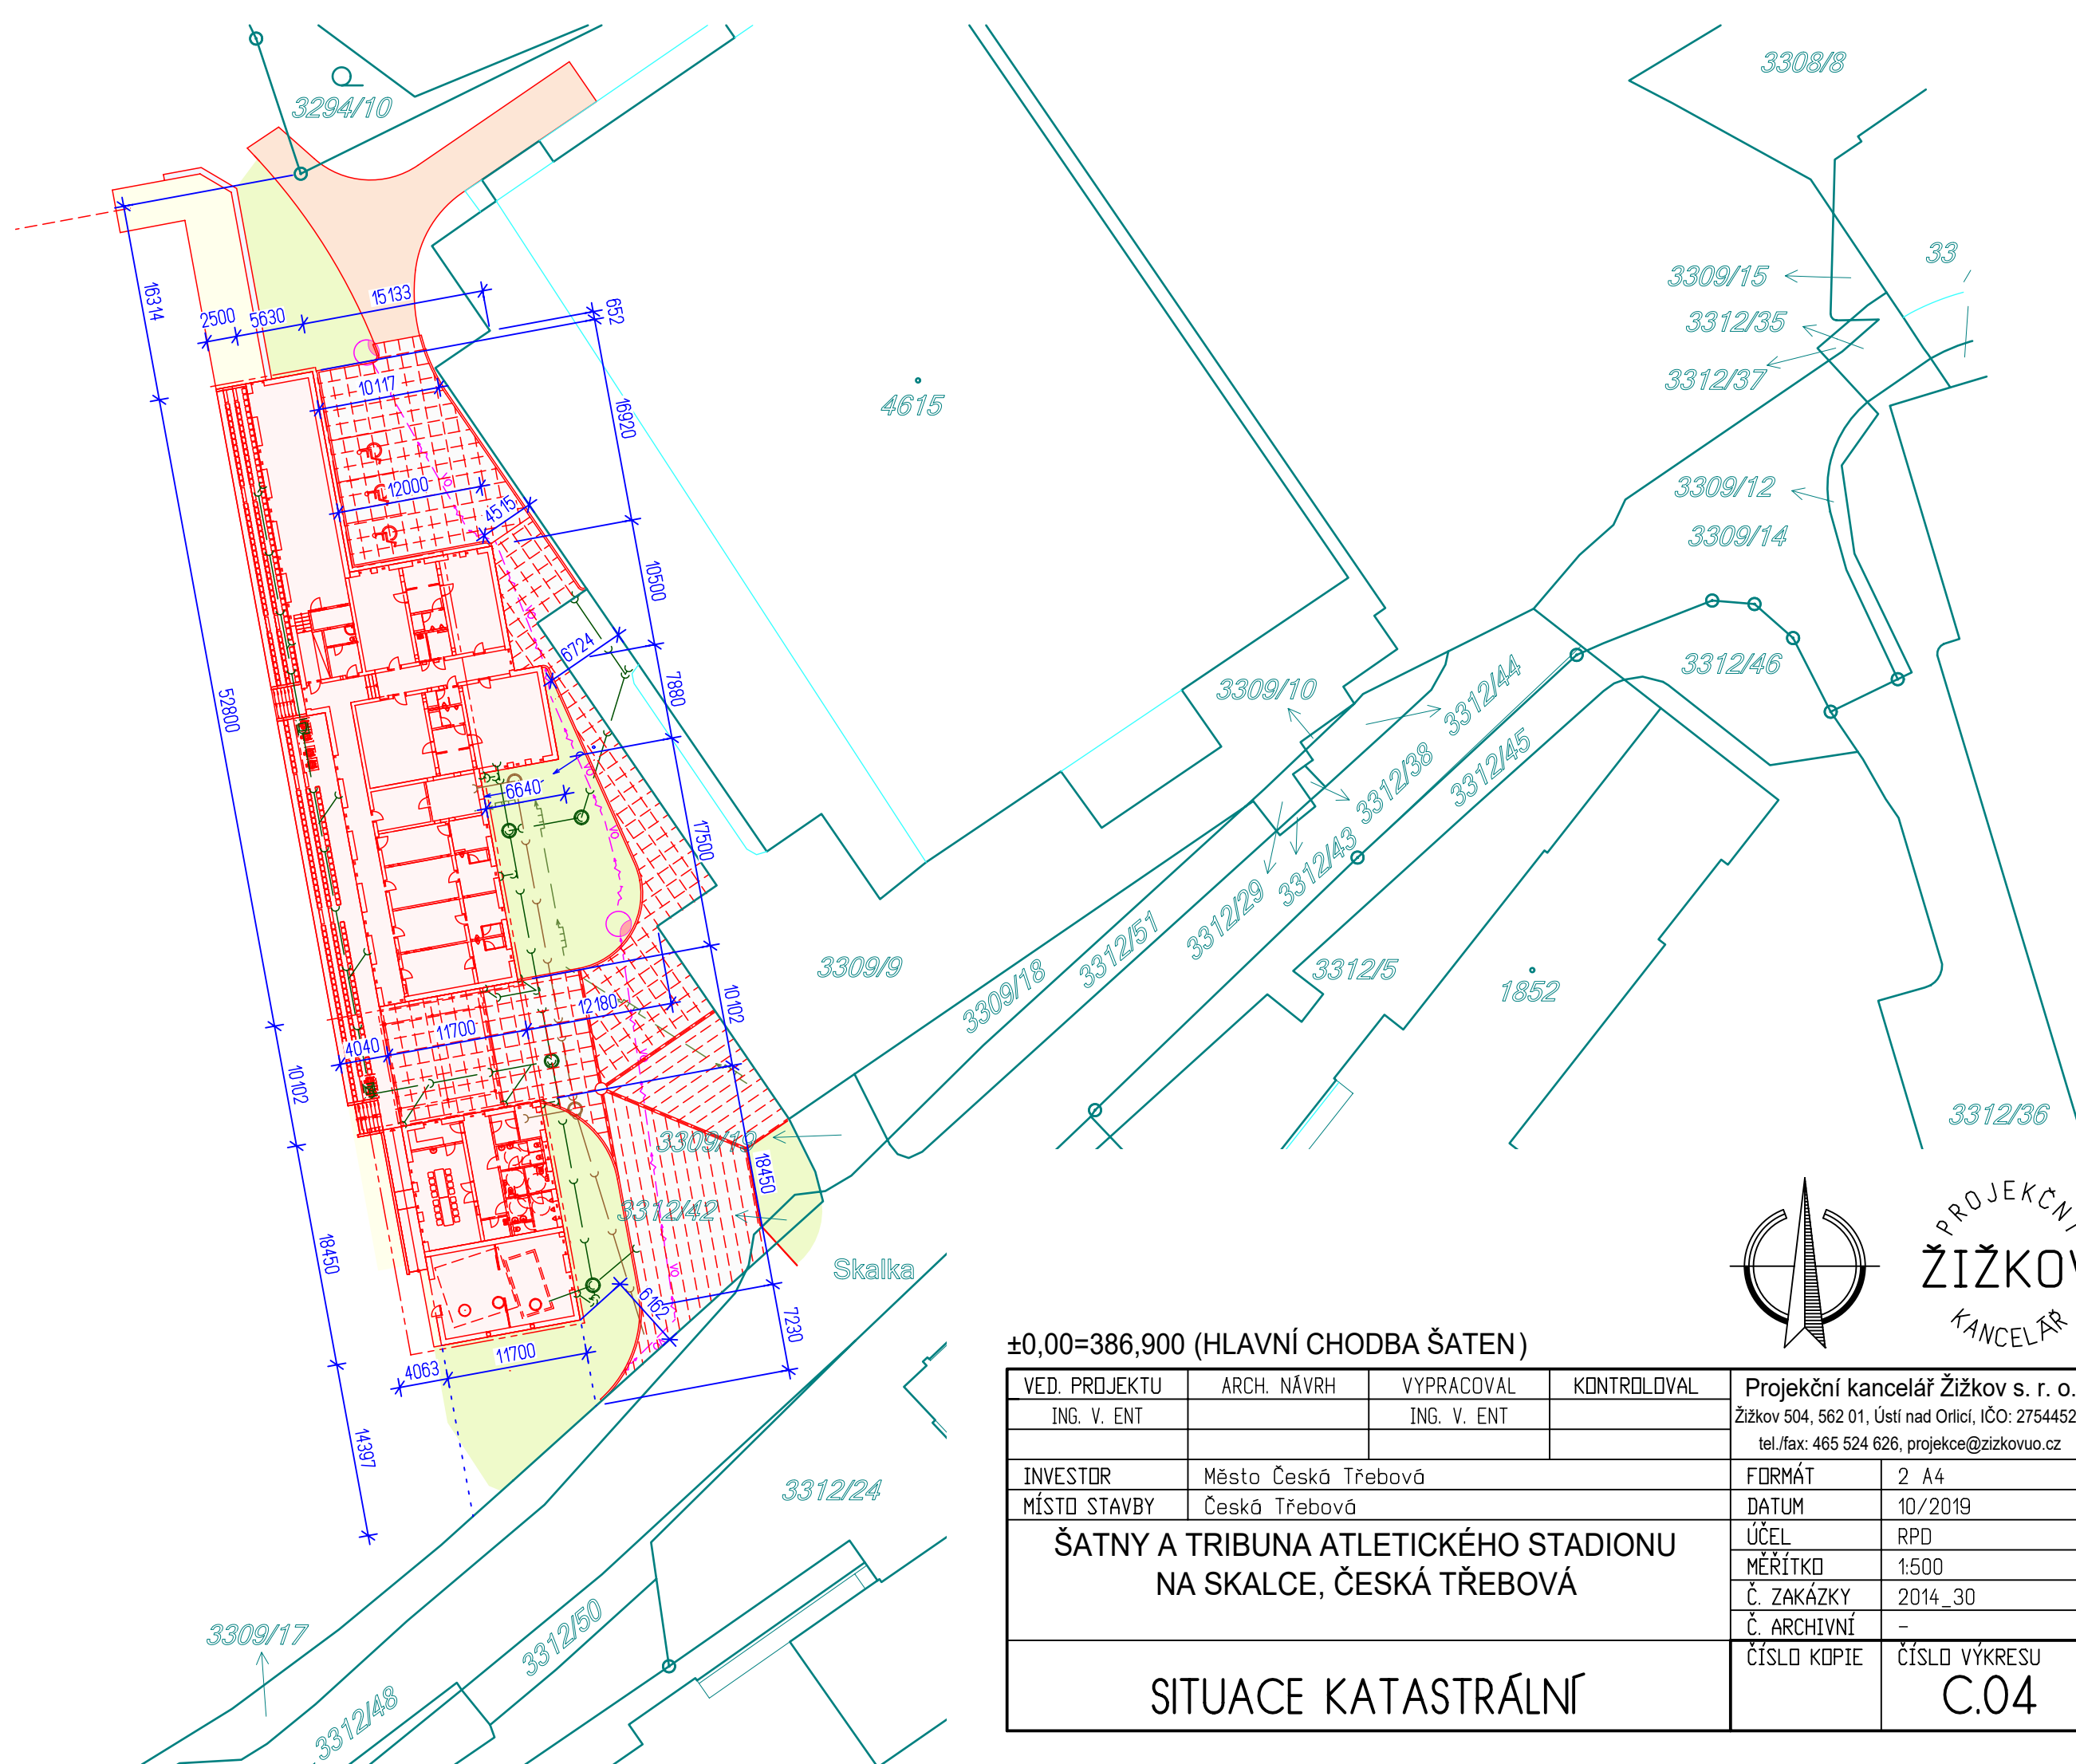 3308/8
3294/10
33
3309/15
16314
2500
5630
15133
652
3312/35
3312/37
10117
4615
16920
12000
VO
4515
3309/12
3309/14
10500
VO
6724
3312/46
3309/10
3312/44
52800
7880
VO
3312/38
3312/45
6640
VO
17500
3312/43
3312/29
3312/51
3309/9
3309/18
3312/5
1852
12180
10102
11700
4040
VO
10102
3312/36
3309/19
18450
3312/42
18450
VO
Skalka
6162
7230
VO
11700
4063
14397
3312/24
3309/17
3312/50
3312/48
PROJEKČNÍ
ŽIŽKOV
KANCELÁŘ
±0,00=386,900 (HLAVNÍ CHODBA ŠATEN)
VED. PROJEKTU ARCH. NÁVRH VYPRACOVAL KONTROLOVAL Projekční kancelář Žižkov s. r. o.
ING. V. ENT ING. V. ENT Žižkov 504, 562 01, Ústí nad Orlicí, IČO: 2754452
tel./fax: 465 524 626, projekce@zizkovuo.cz
INVESTOR Město Česká Třebová FORMÁT 2 A4
MÍSTO STAVBY Česká Třebová DATUM 10/2019
ŠATNY A TRIBUNA ATLETICKÉHO STADIONU
NA SKALCE, ČESKÁ TŘEBOVÁ
ÚČEL RPD
MĚŘÍTKO 1:500
Č. ZAKÁZKY 2014_30
Č. ARCHIVNÍ -
SITUACE KATASTRÁLNÍ
ČÍSLO KOPIE ČÍSLO VÝKRESU
C.04